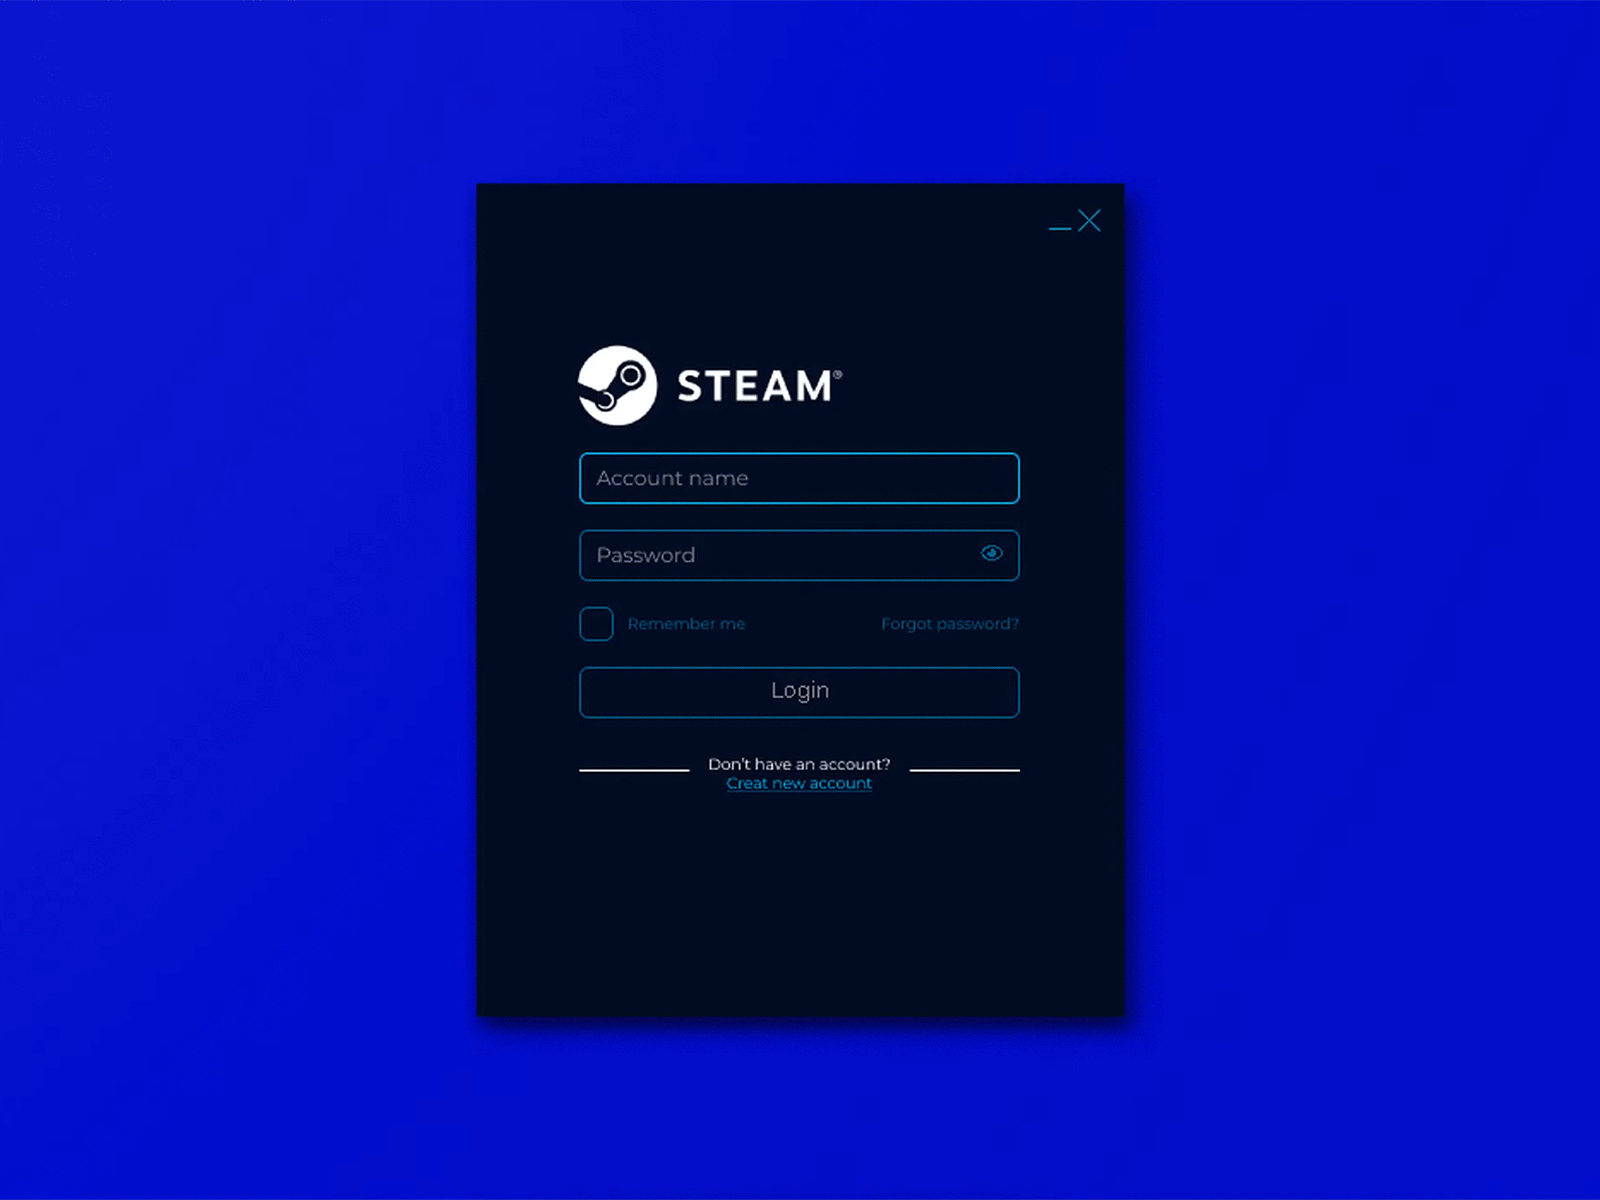 STEAM®
Account name
Password
Remember me
Forgot password?
Login
Don't have an account?
Creat new account